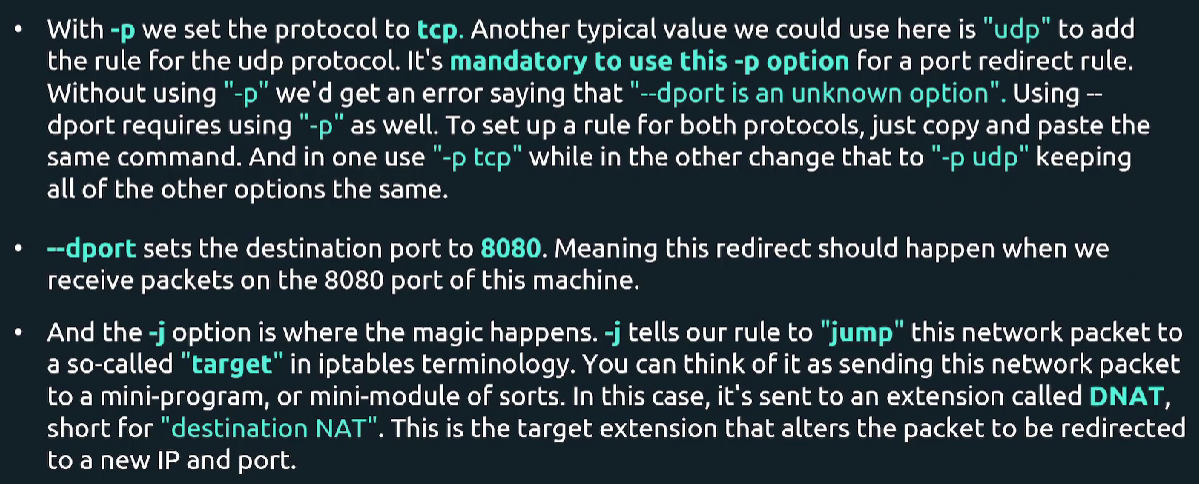 • With -p we set the protocol to tcp. Another typical value we could use here is "udp" to add
the rule for the udp protocol. It's mandatory to use this -p option for a port redirect rule.
Without using "-p" we'd get an error saying that "--dport is an unknown option". Using --
dport requires using "-p" as well. To set up a rule for both protocols, just copy and paste the
same command. And in one use "-p tcp" while in the other change that to "-p udp" keeping
all of the other options the same.
• --dport sets the destination port to 8080. Meaning this redirect should happen when we
receive packets on the 8080 port of this machine.
• And the -j option is where the magic happens. -j tells our rule to "jump" this network packet to
a so-called "target" in iptables terminology. You can think of it as sending this network packet
to a mini-program, or mini-module of sorts. In this case, it's sent to an extension called DNAT,
short for "destination NAT". This is the target extension that alters the packet to be redirected
to a new IP and port.